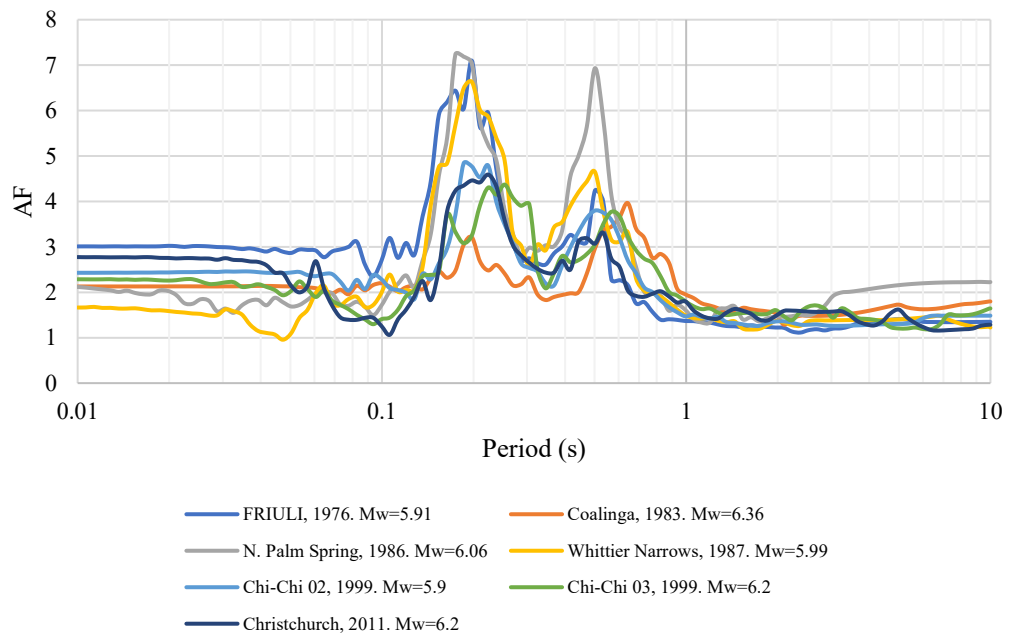 8
7
6
5
4
3
2
1
0
AF
0.01 0.1 1 10
Period (s)
FRIULI, 1976. Mw=5.91 Coalinga, 1983. Mw=6.36
N. Palm Spring, 1986. Mw=6.06 Whittier Narrows, 1987. Mw=5.99
Chi-Chi 02, 1999. Mw=5.9 Chi-Chi 03, 1999. Mw=6.2
Christchurch, 2011. Mw=6.2